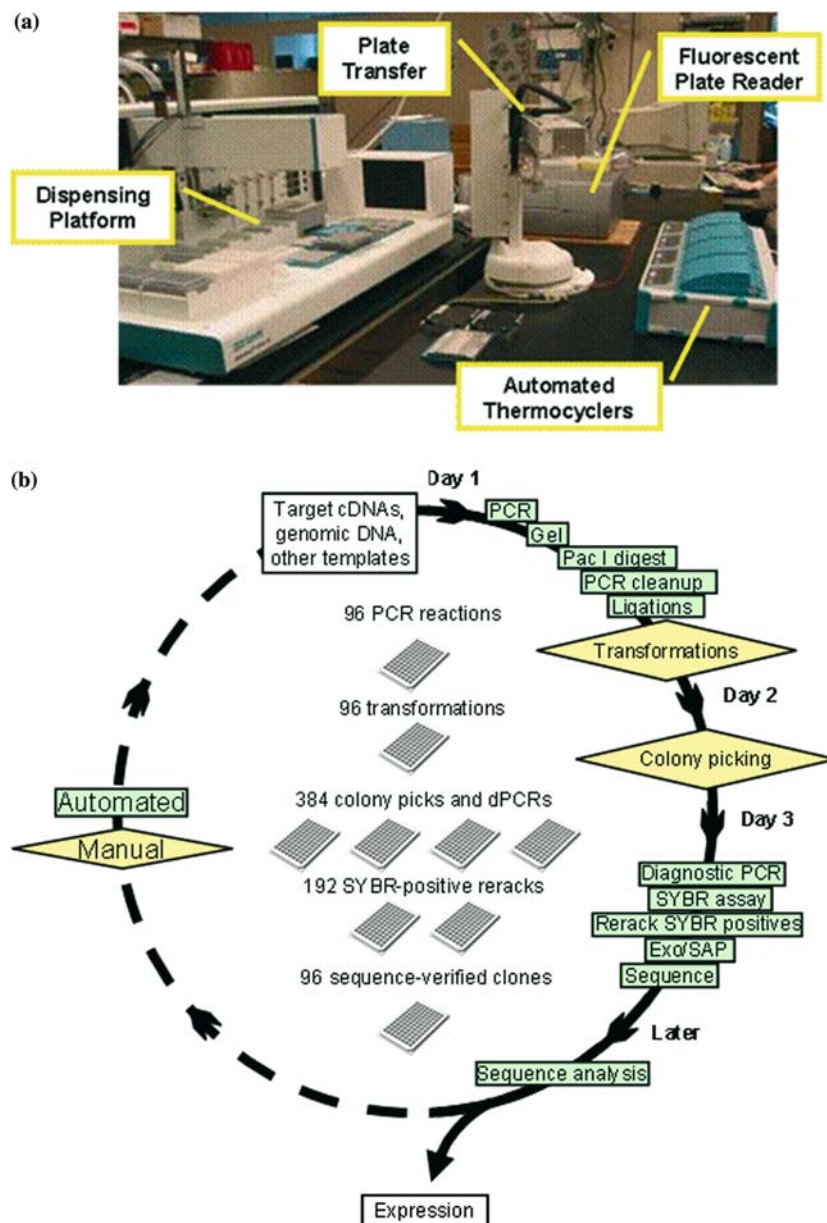 (a)
Plate
Transfer
Fluorescent
Plate Reader
Dispensing
Platform
Automated
Thermocyclers
(b)
Day 1
Target cDNAs,
genomic DNA,
other templates
PCR
Gel
Pac I digest
PCR cleanup
Ligations
96 PCR reactions
Transformations
Day 2
96 transformations
Colony picking
Automated
Manual
384 colony picks and dPCRs
Day 3
192 SYBR-positive reracks
Diagnostic PCR
SYBR assay
Rerack SYBR positives
Exo/SAP
Sequence
96 sequence-verified clones
Later
Sequence analysis
Expression